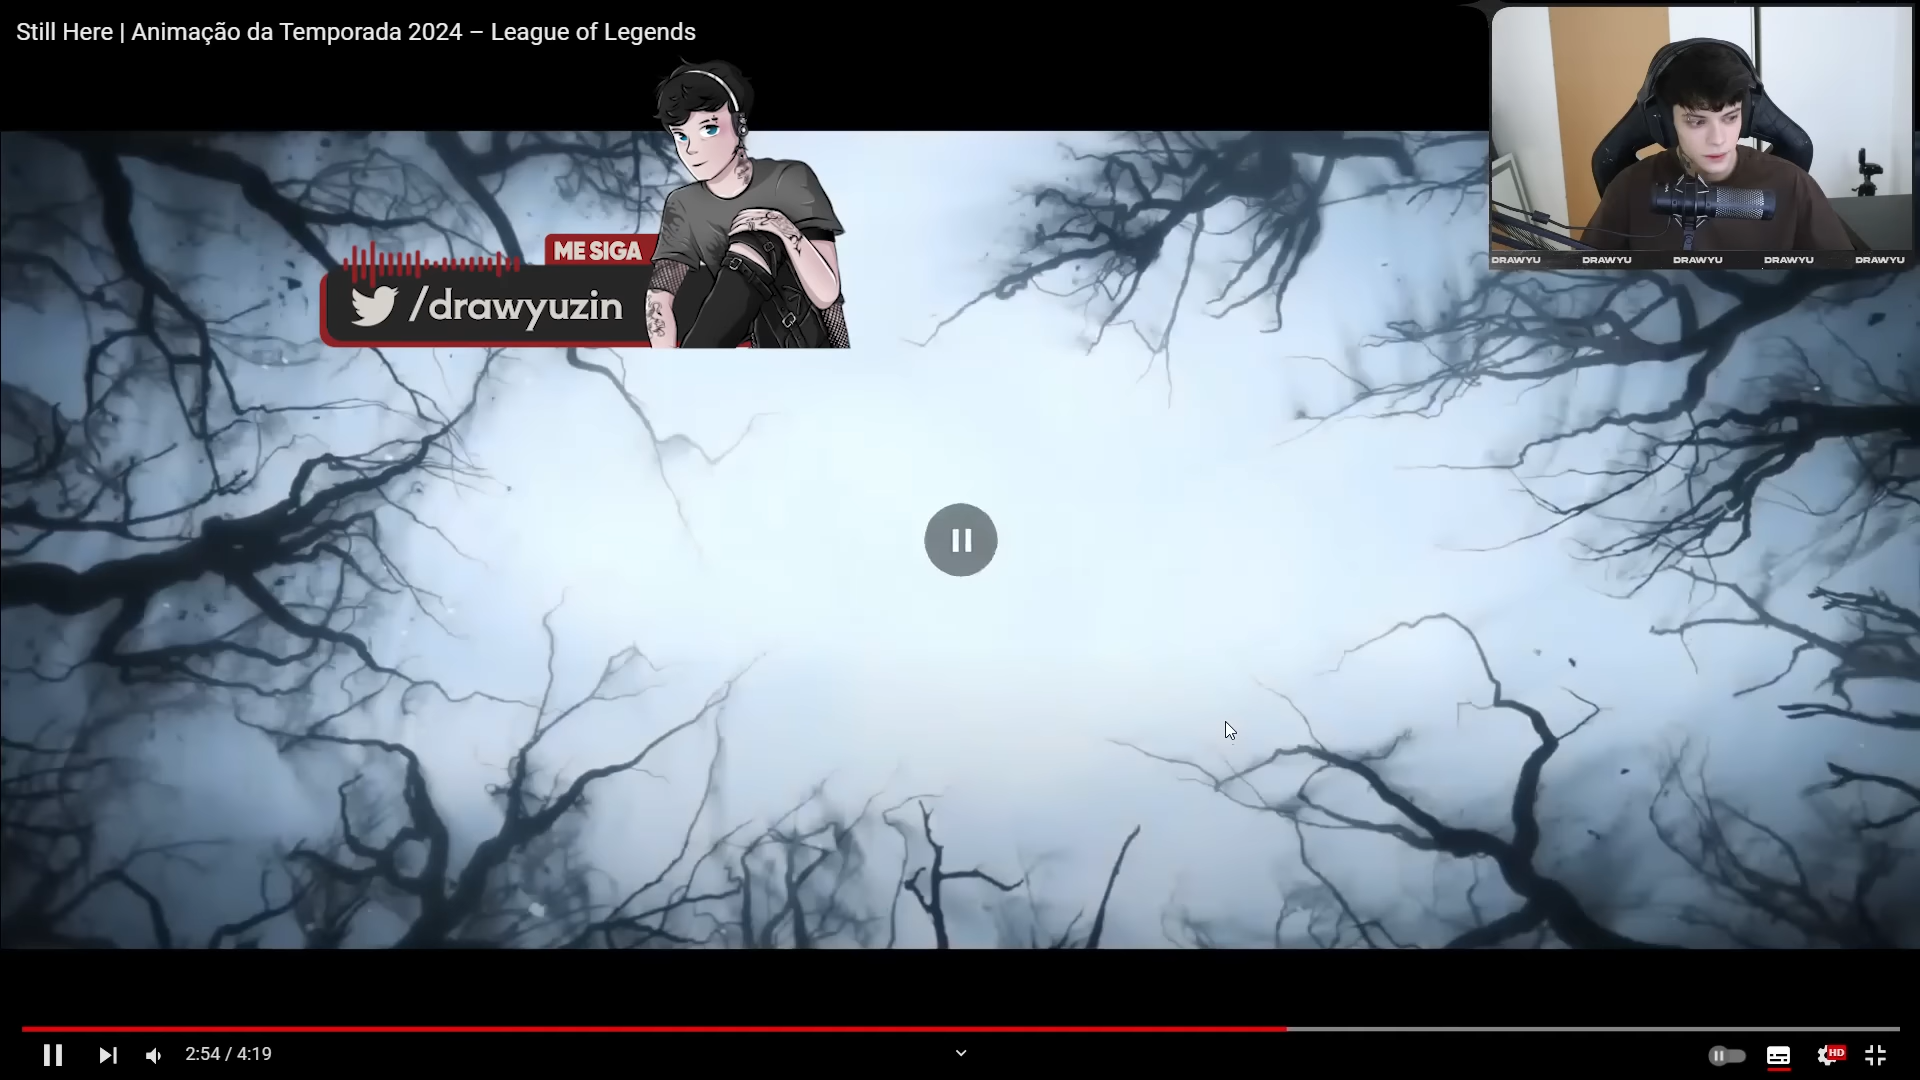 Still Here | Animação da Temporada 2024 – League of Legends
ME SIGA
/drawyuzin
DRAWYU DRAWYU DRAWYU DRAWYU DRAWYU
2:54 / 4:19
HD